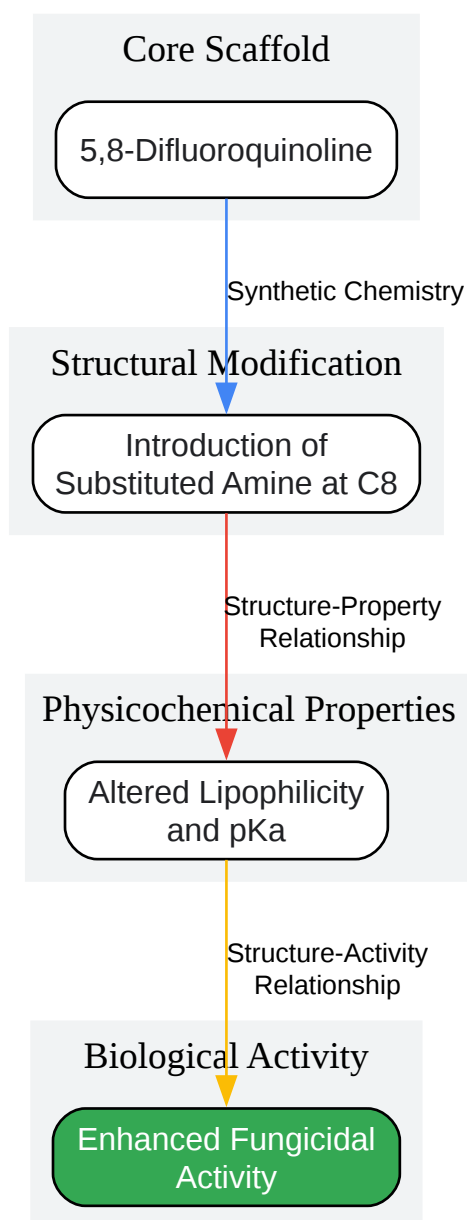 Core Scaffold
5,8-Difluoroquinoline
Synthetic Chemistry
Structural Modification
Introduction of
Substituted Amine at C8
Structure-Property
Relationship
Physicochemical Properties
Altered Lipophilicity
and pKa
Structure-Activity
Relationship
Biological Activity
Enhanced Fungicidal
Activity